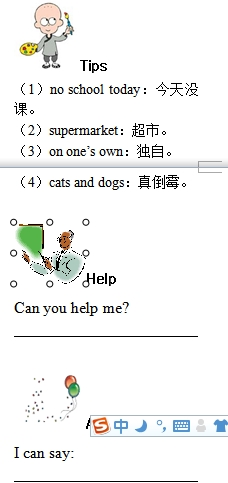 Tips
（1）no school today：今天没
课。
（2）supermarket：超市。
（3）on one's own：独自。
（4）cats and dogs：真倒霉。
Help
Can you help me?
中
I can say: